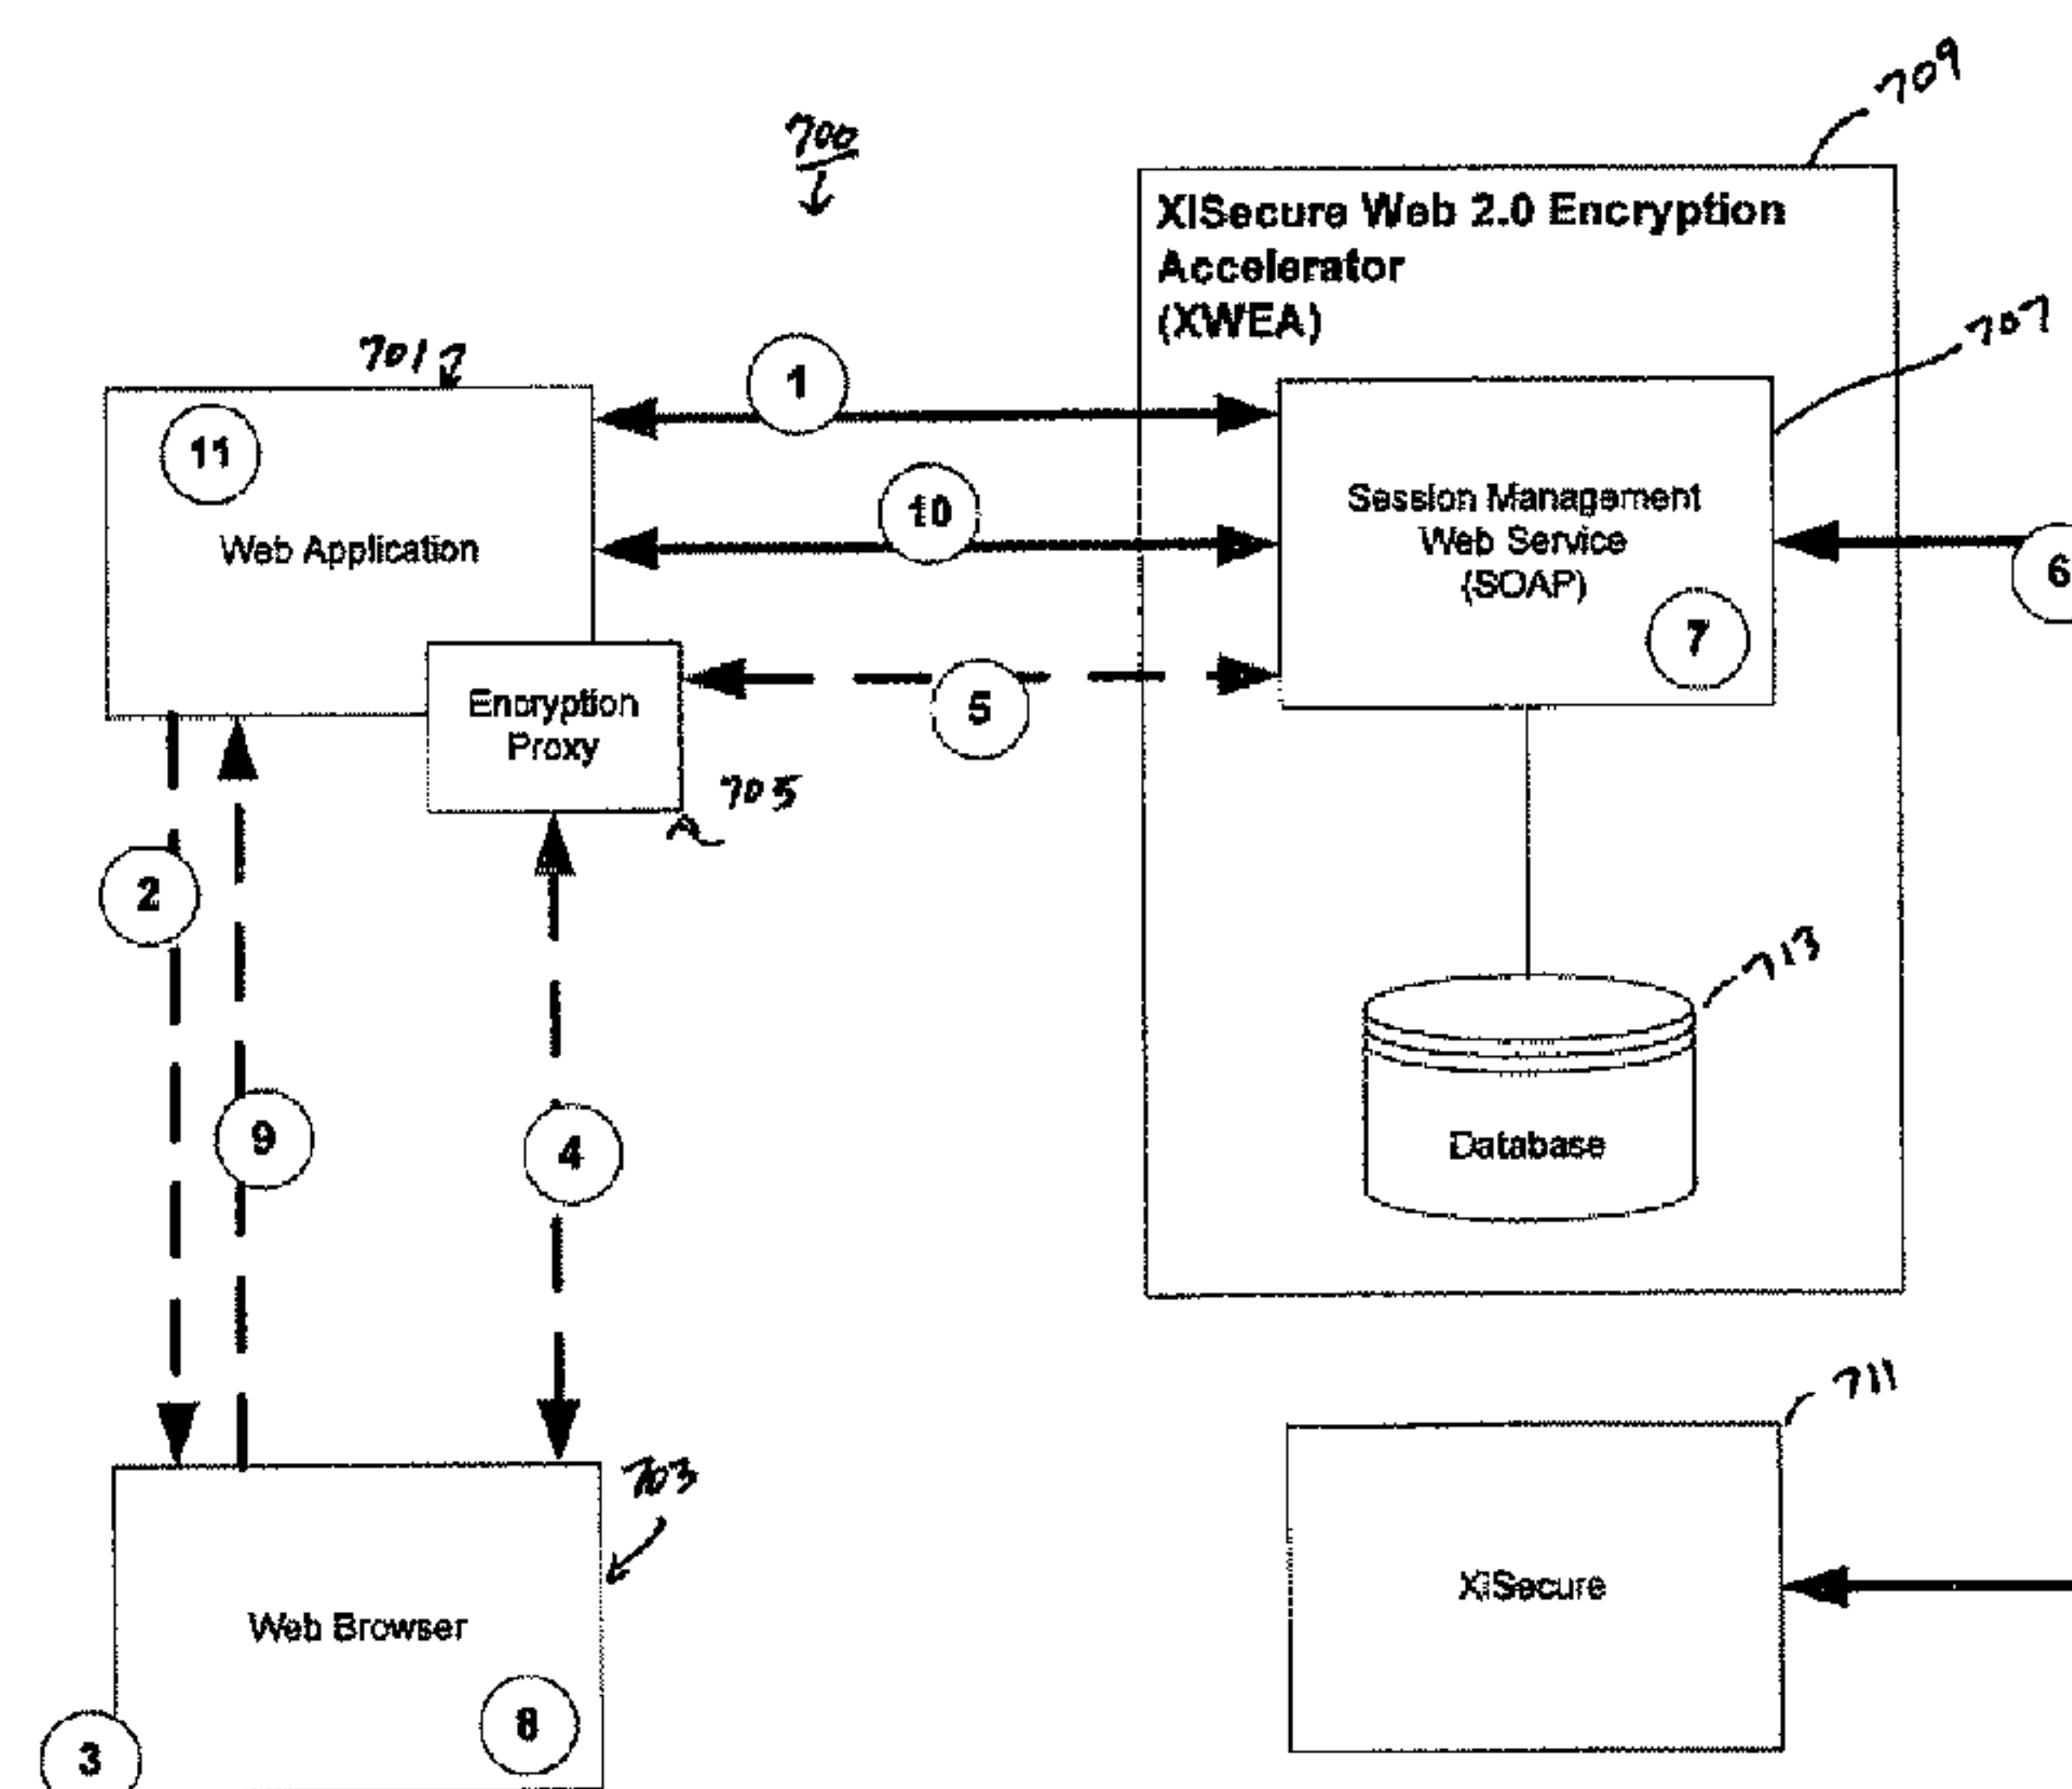 709
700
XISecure Web 2.0 Encryption
Accelerator
(XWEA)
707
701
1
11
10
Session Management
Web Service
(SOAP)
Web Application
6
7
Encryption
Proxy
5
705
2
713
9
4
Database
711
703
XISecure
Web Browser
8
3